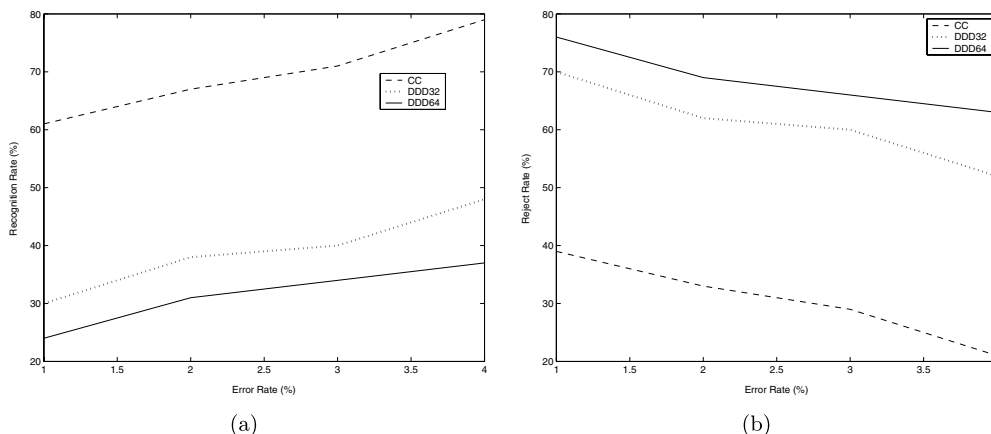 80
70
60
50
40
30
20
Recognition Rate (%)
CC
DDD32
DDD64
1
1.5
2
2.5
3
3.5
4
Error Rate (%)
(a)
80
70
60
50
40
30
20
Reject Rate (%)
CC
DDD32
DDD64
1
1.5
2
2.5
3
3.5
Error Rate (%)
(b)